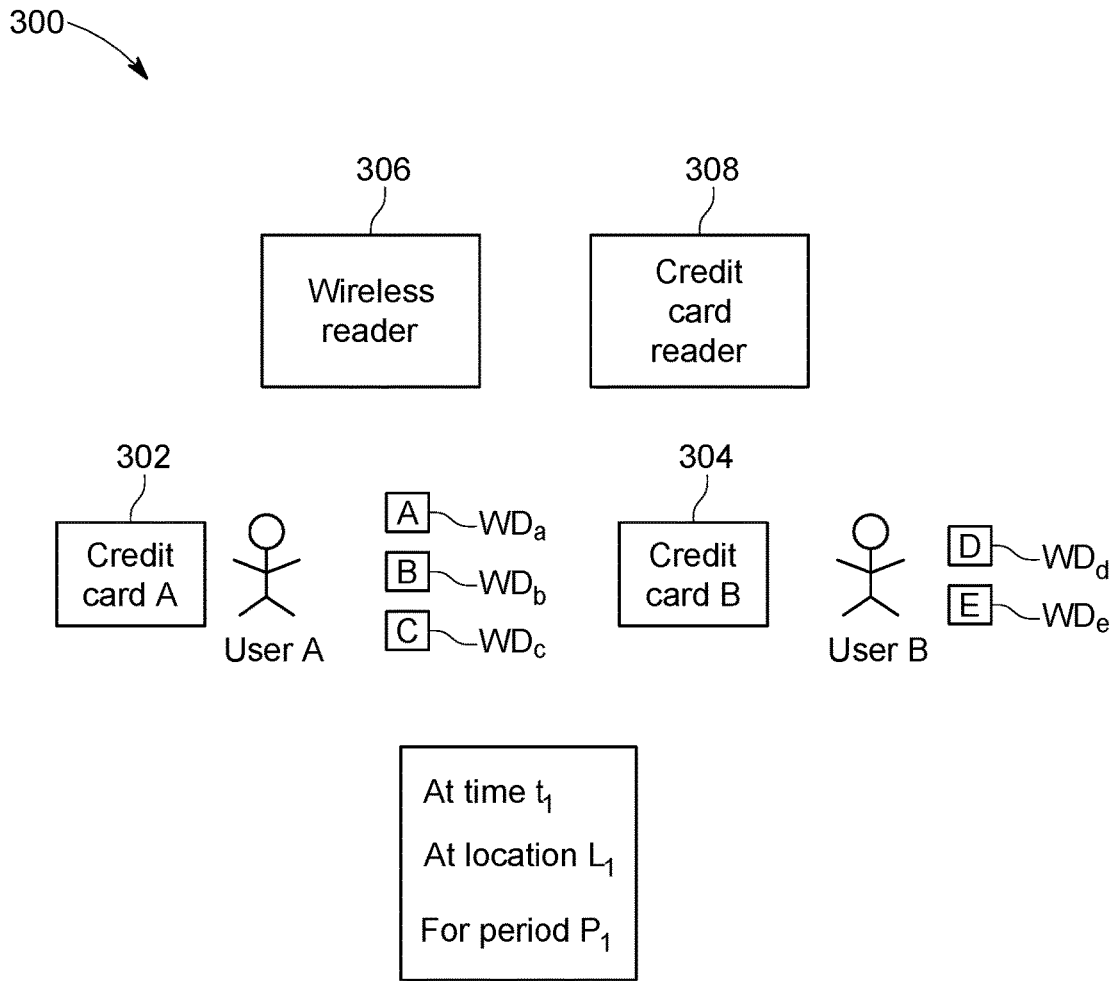 300
306
308
Wireless
reader
Credit
card
reader
302
304
Credit
card A
User A
A
WDa
B
WDb
C
WDc
Credit
card B
User B
D
WDd
E
WDe
At time t1
At location L1
For period P1